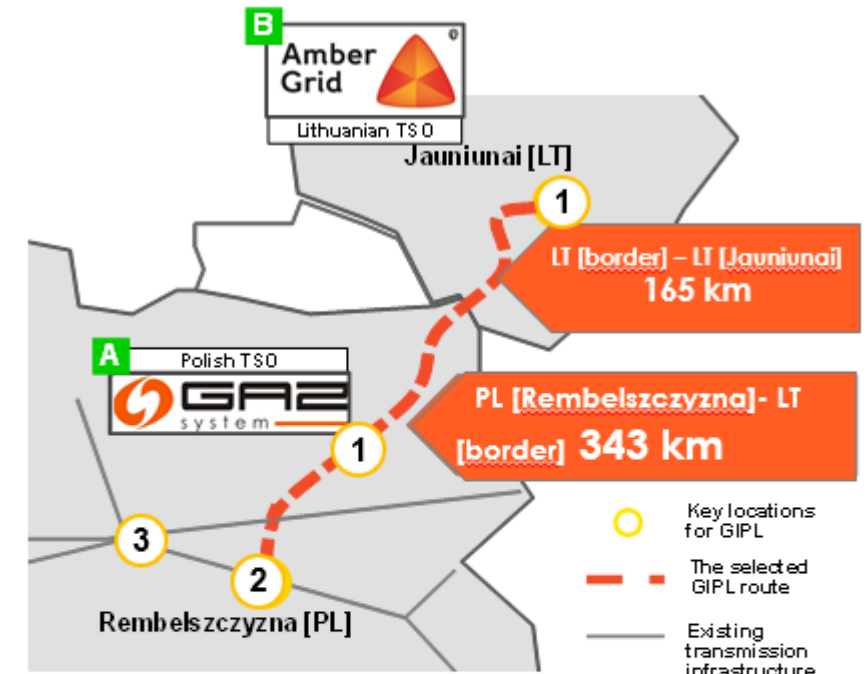 B
Amber
Grid
Lithuanian TSO
Jauniunai [LT]
1
LT [border] – LT [Jauniunai]
165 km
A
Polish TSO
GAZ
system
PL [Rembelszczyzna]- LT
[border] 343 km
1
3
2
Rembelszczyzna [PL]
Key locations
for GIPL
The selected
GIPL route
Existing
transmission
infrastructure